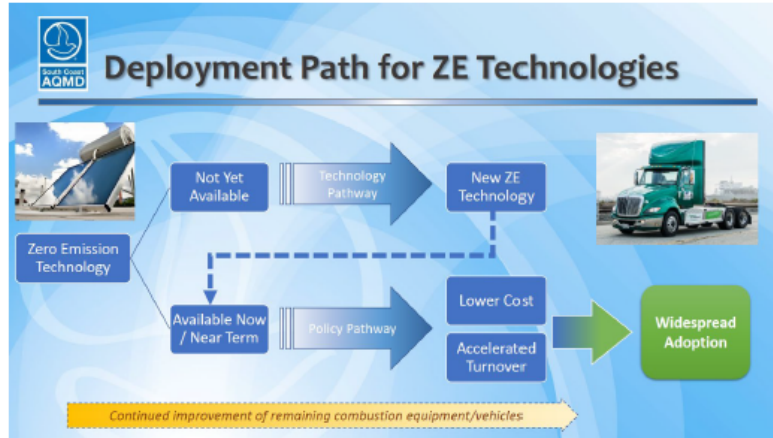 South Coast
AQMD
Deployment Path for ZE Technologies
Not Yet
Available
Technology
Pathway
New ZE
Technology
Zero Emission
Technology
Available Now
/ Near Term
Policy Pathway
Lower Cost
Accelerated
Turnover
Widespread
Adoption
Continued improvement of remaining combustion equipment/vehicles